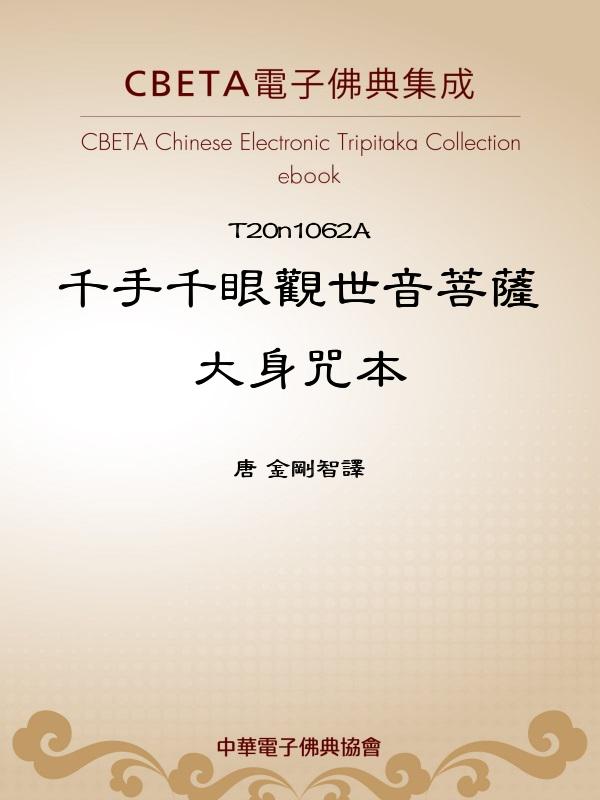 CBETA電子佛典集成
CBETA Chinese Electronic Tripitaka Collection
ebook
T20n1062A
千手千眼觀世音菩薩
大身咒本
唐 金剛智譯
中華電子佛典協會